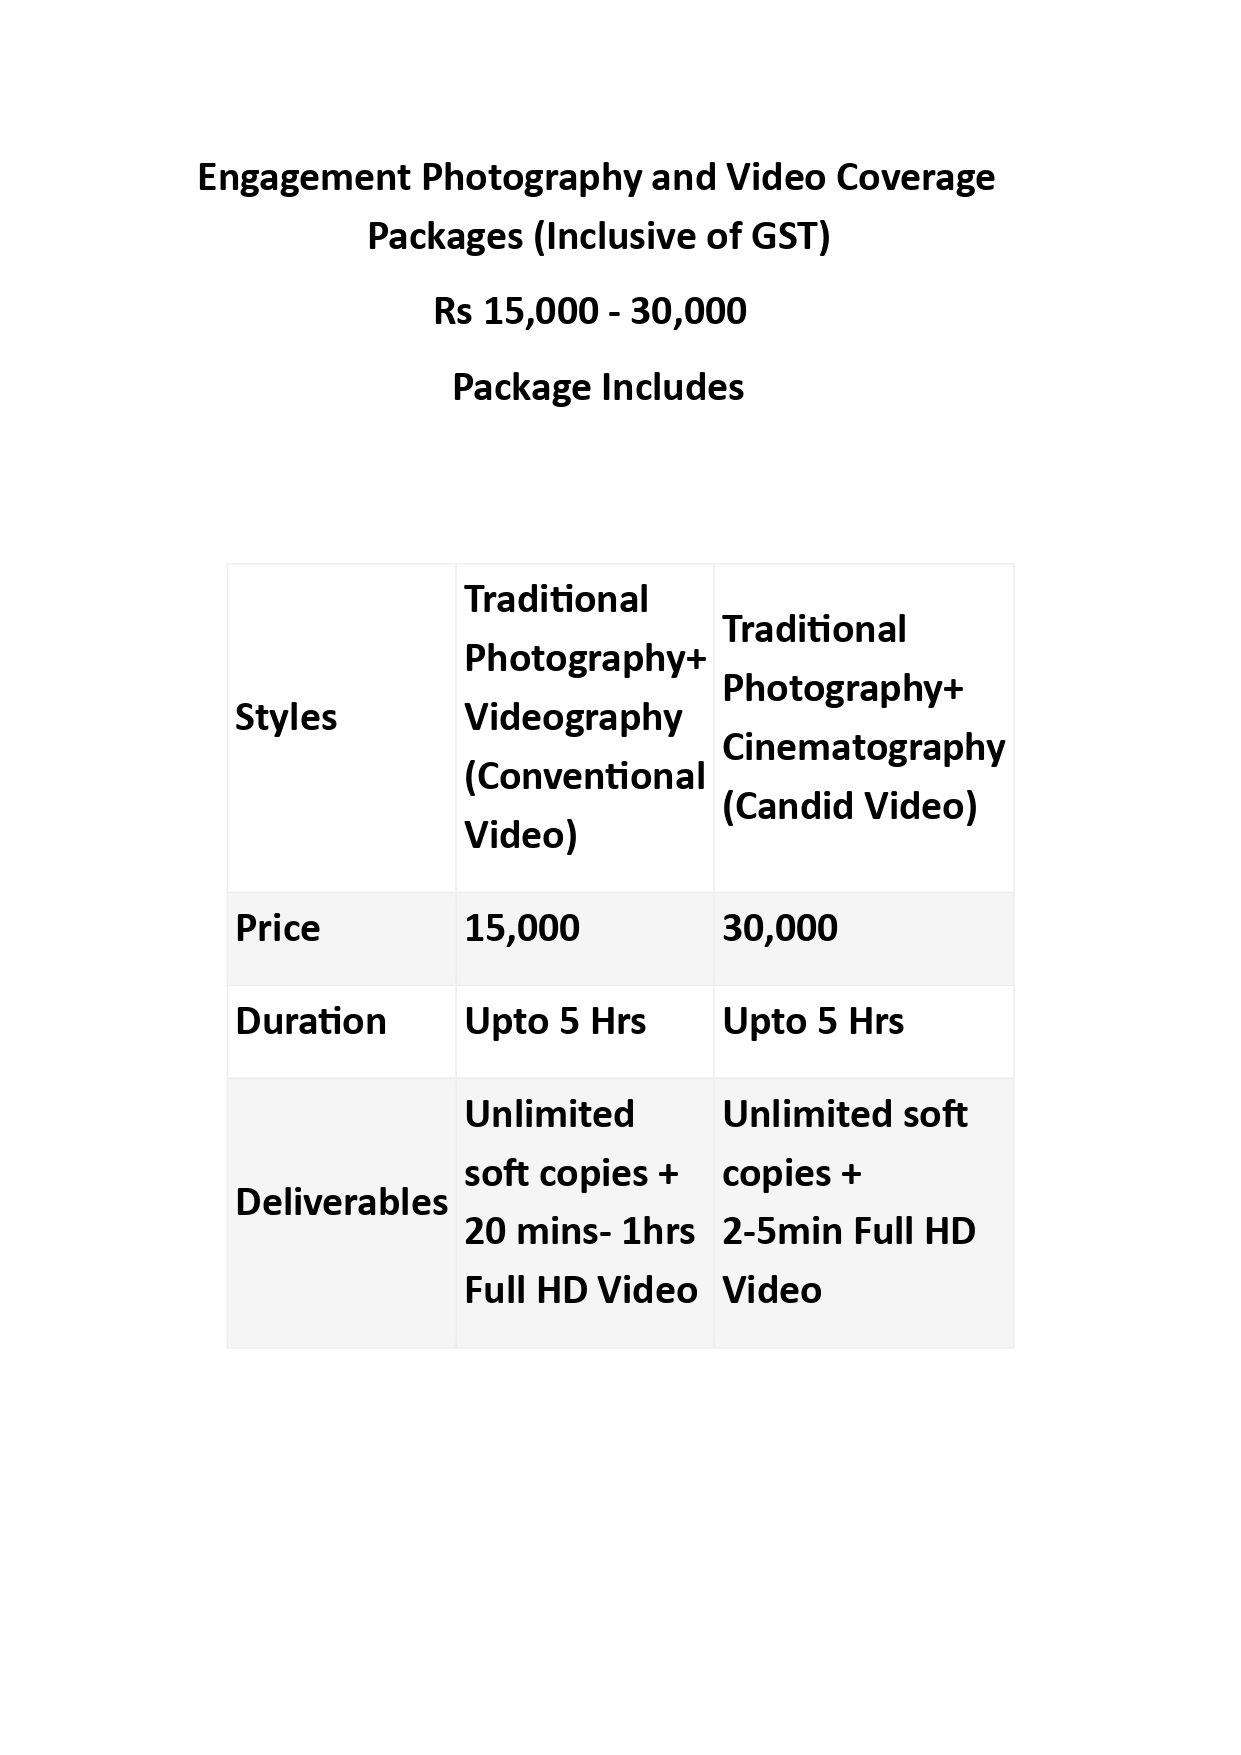 Engagement Photography and Video Coverage
Packages (Inclusive of GST)
Rs 15,000 - 30,000
Package Includes
Styles
Traditional
Photography+
Videography
(Conventional
Video)
Traditional
Photography+
Cinematography
(Candid Video)
Price
15,000
30,000
Duration
Upto 5 Hrs
Upto 5 Hrs
Deliverables
Unlimited
soft copies +
20 mins- 1hrs
Full HD Video
Unlimited soft
copies +
2-5min Full HD
Video